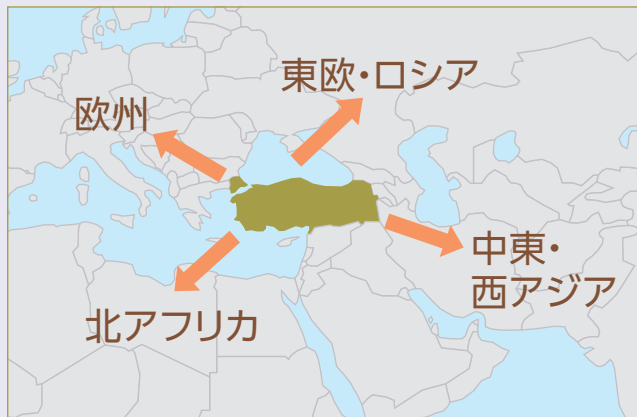 東欧・ロシア
欧州
中東・
西アジア
北アフリカ